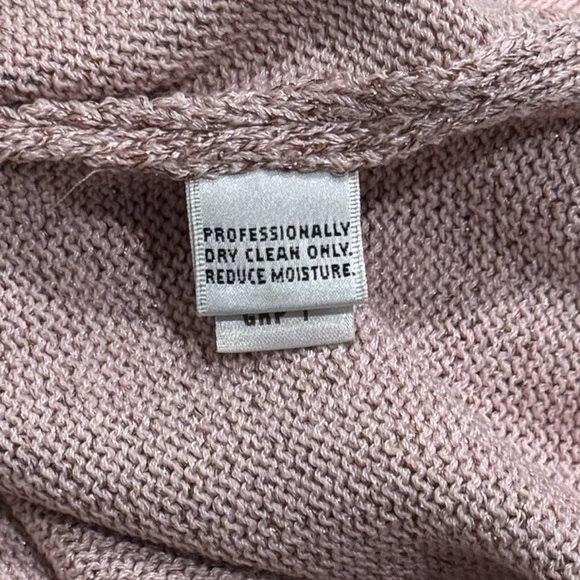 PROFESSIONALLY
DRY CLEAN ONLY.
REDUCE MOISTURE.